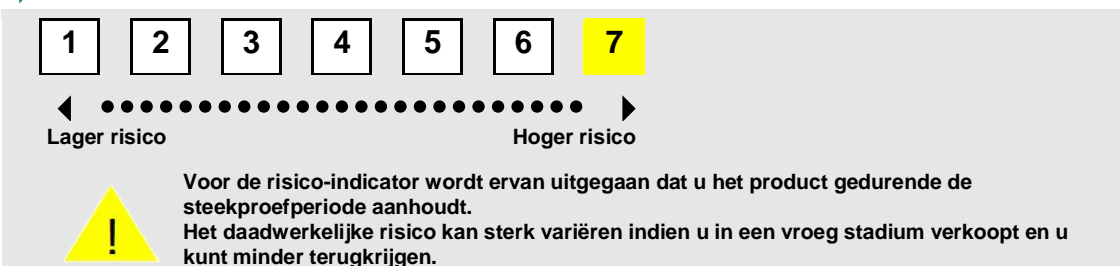 1 2 3 4 5 6 7
Lager risico Hoger risico
Voor de risico-indicator wordt ervan uitgegaan dat u het product gedurende de
steekproefperiode aanhoudt.
! Het daadwerkelijke risico kan sterk variëren indien u in een vroeg stadium verkoopt en u
kunt minder terugkrijgen.